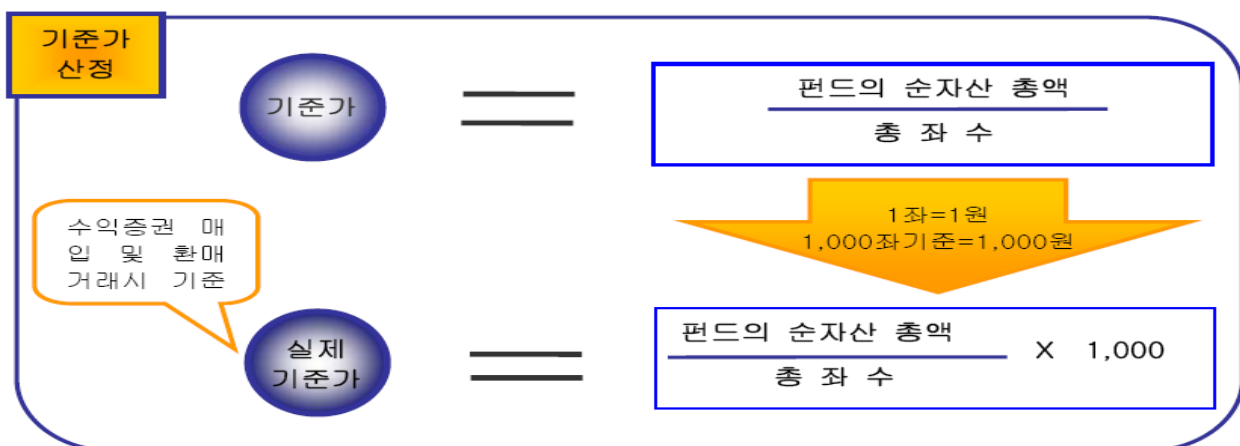 기준가
산정
기준가
펀드의 순자산 총액
총 좌 수
1좌=1원
1,000좌기준=1,000원
수익증권 매
입 및 환매
거래시 기준
실제
기준가
펀드의 순자산 총액
총 좌 수
X 1,000